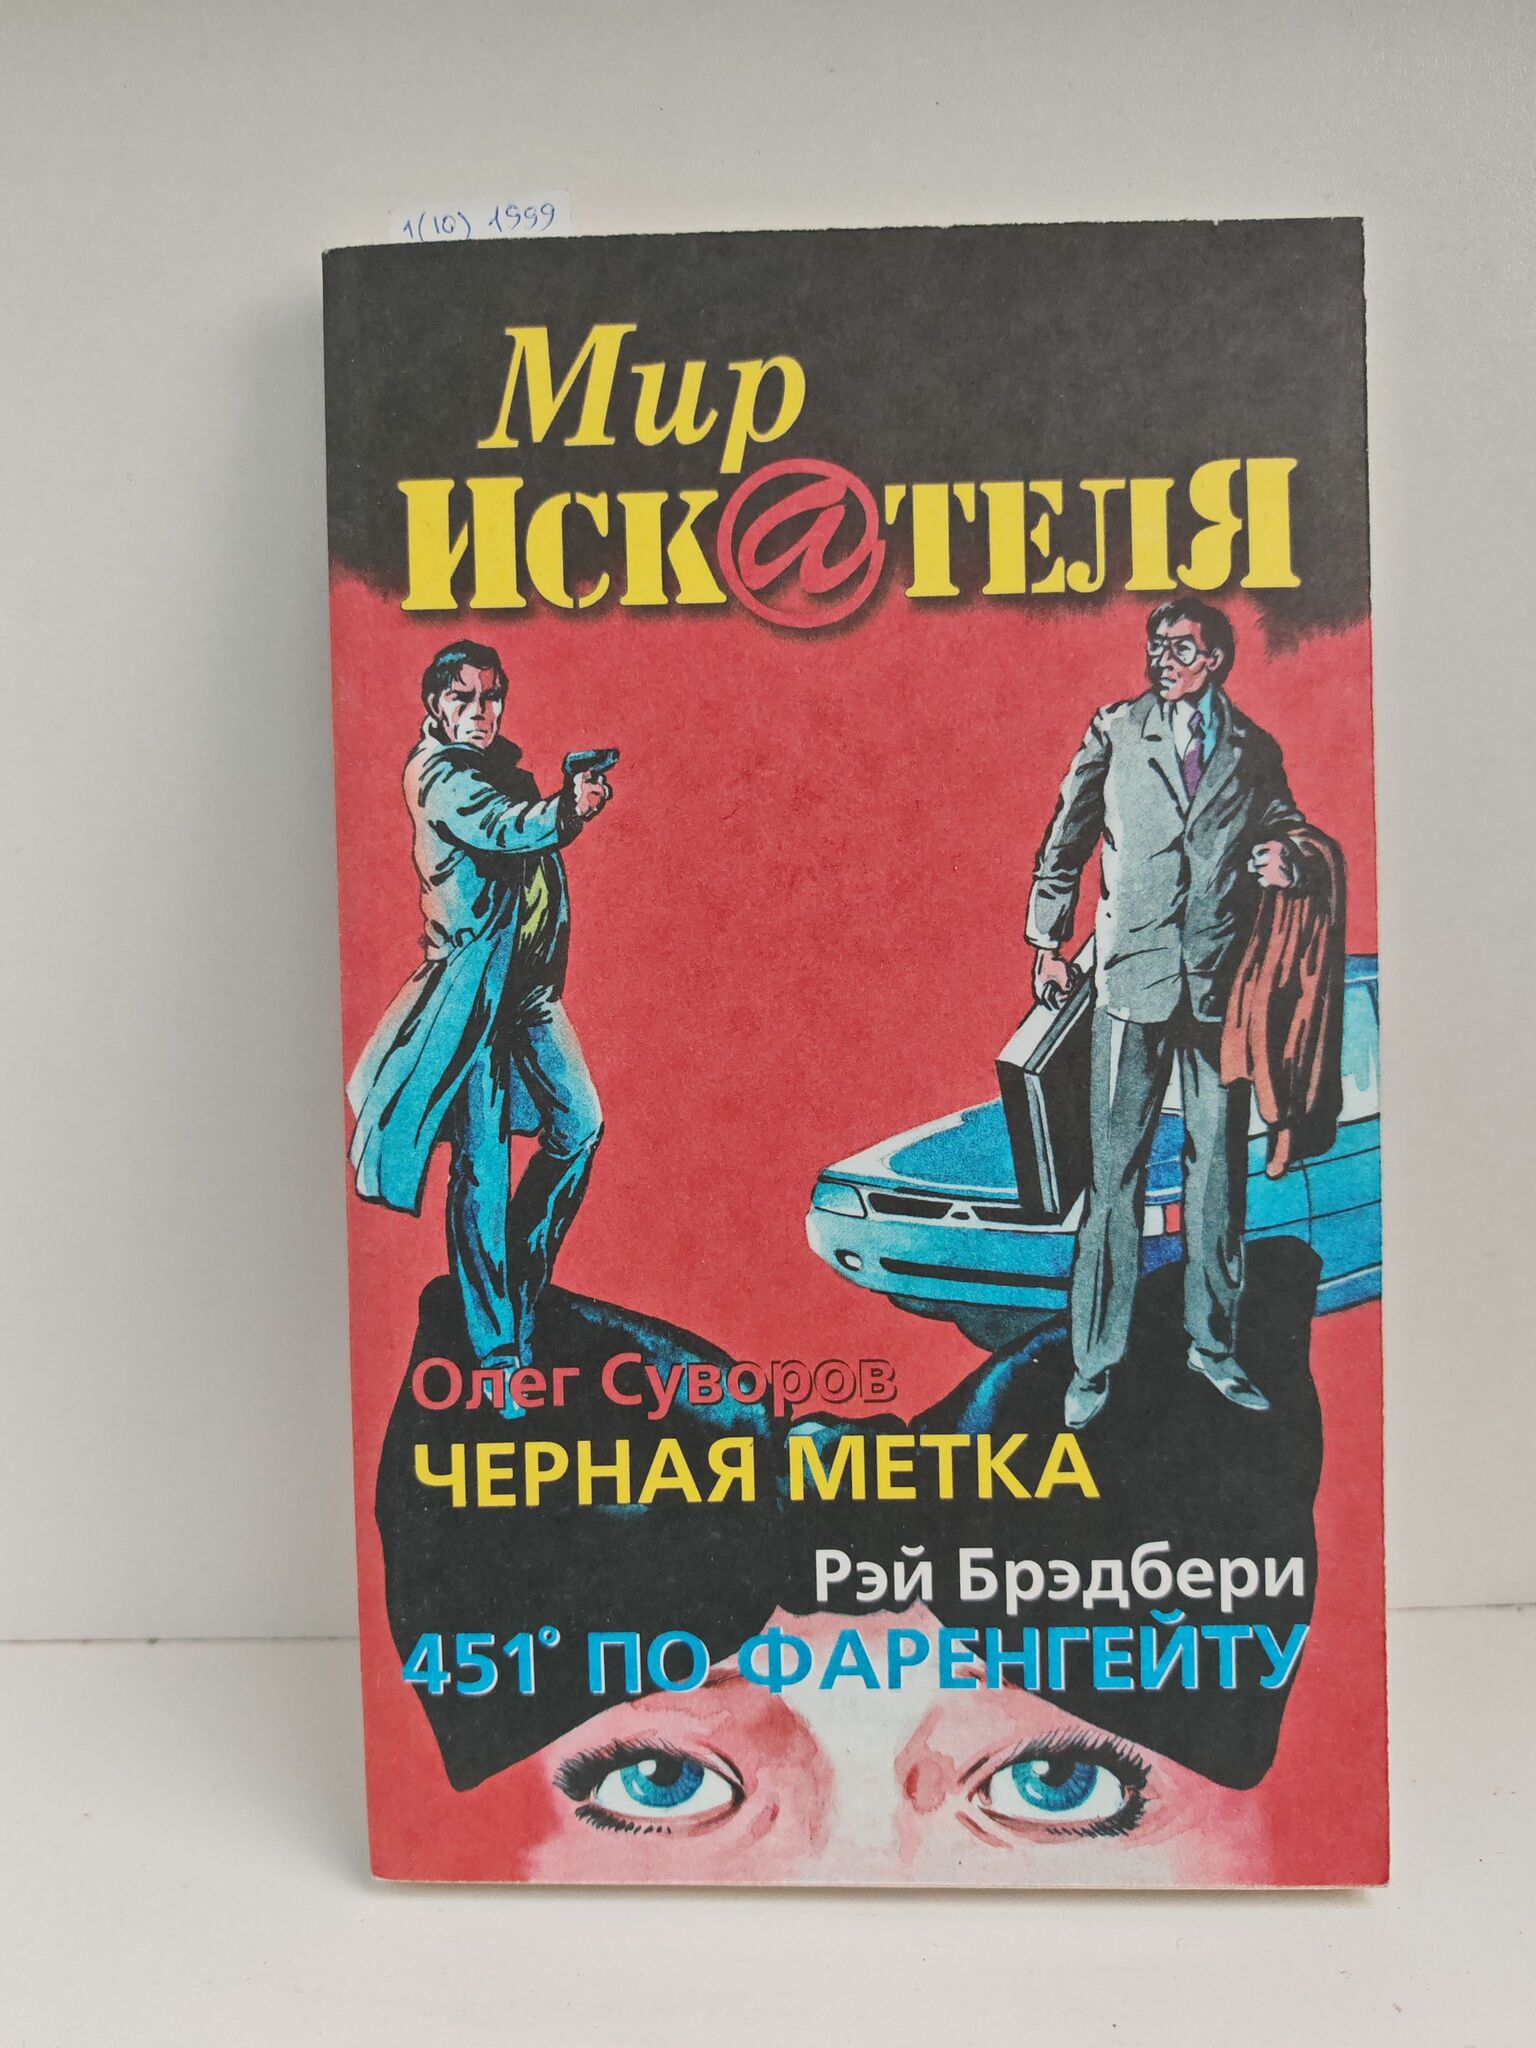 1(10) 1999
Мир
ИСК@ТЕЛЯ
Олег Суворов
ЧЕРНАЯ МЕТКА
Рэй Брэдбери
451° ПО ФАРЕНГЕЙТУ